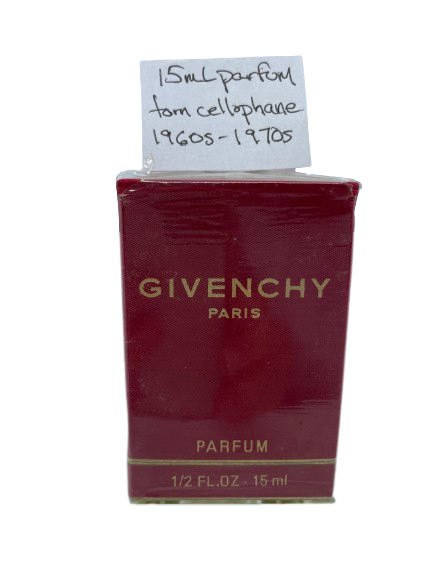 15mL parfum
torn cellophane
1960s-1970s
GIVENCHY
PARIS
PARFUM
1/2 FL.OZ - 15 ml